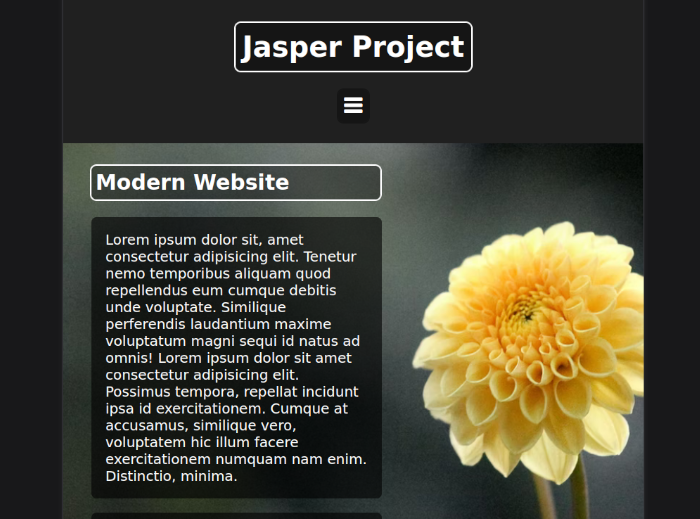 Jasper Project
Modern Website
Lorem ipsum dolor sit, amet
consectetur adipisicing elit. Tenetur
nemo temporibus aliquam quod
repellendus eum cumque debitis
unde voluptate. Similique
perferendis laudantium maxime
voluptatum magni sequi id natus ad
omnis! Lorem ipsum dolor sit amet
consectetur adipisicing elit.
Possimus tempora, repellat incidunt
ipsa id exercitationem. Cumque at
accusamus, similique vero,
voluptatem hic illum facere
exercitationem numquam nam enim.
Distinctio, minima.